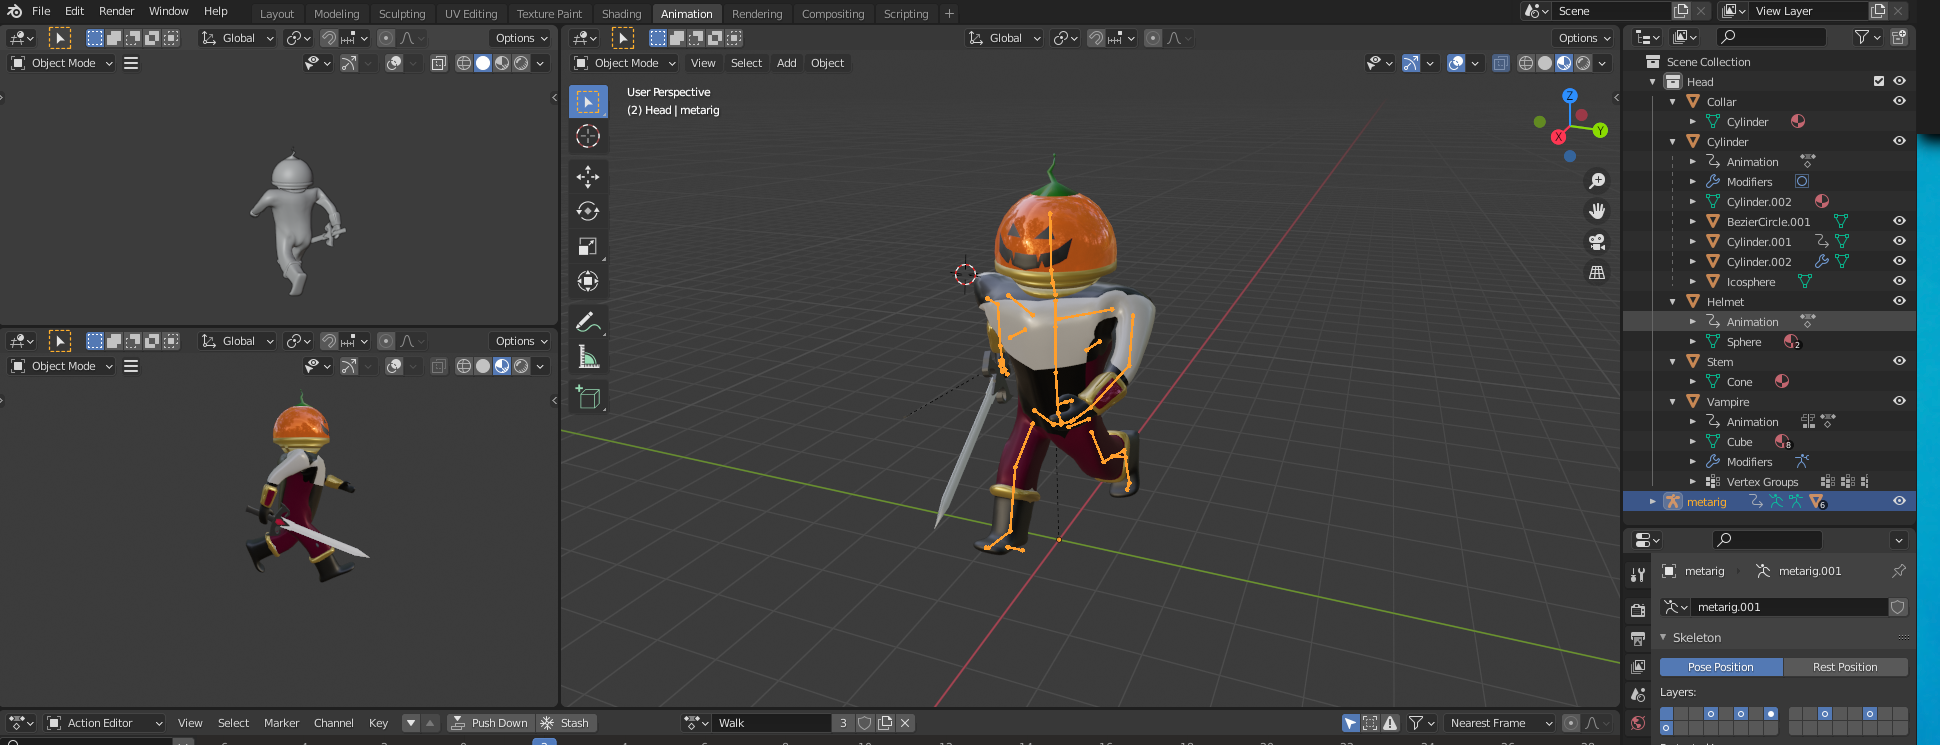 File Edit Render Window Help Layout Modeling Sculpting UV Editing Texture Paint Shading Animation Rendering Compositing Scripting + Scene View Layer
Global Options Global Options
Object Mode Object Mode View Select Add Object
User Perspective
(2) Head | metarig
Z
Y
X
Global Options
Object Mode
Scene Collection
Head
Collar
Cylinder
Cylinder
Animation
Modifiers
Cylinder.002
BezierCircle.001
Cylinder.001
Cylinder.002
Icosphere
Helmet
Animation
Sphere 2
Stem
Cone
Vampire
Animation
Cube 8
Modifiers
Vertex Groups
metarig 6
metarig metarig.001
metarig.001
Skeleton
Pose Position Rest Position
Layers:
Action Editor View Select Marker Channel Key Push Down Stash Walk 3 Nearest Frame